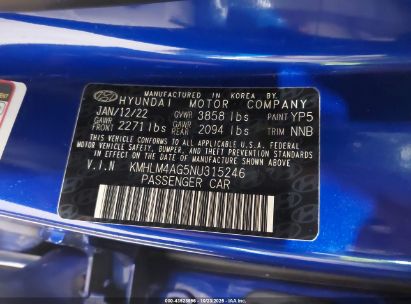 MANUFACTURED IN KOREA BY
HYUNDAI MOTOR COMPANY
JAN/12/22 GVWR 3858 lbs PAINT YP5
GAWR FRONT 2271 lbs GAWR REAR 2094 lbs TRIM NNB
THIS VEHICLE CONFORMS TO ALL APPLICABLE U.S.A. FEDERAL
MOTOR VEHICLE SAFETY, BUMPER, AND THEFT PREVENTION STANDARDS
IN EFFECT ON THE DATE OF MANUFACTURE SHOWN ABOVE.
V.I.N KMHLM4AG5NU315246
PASSENGER CAR